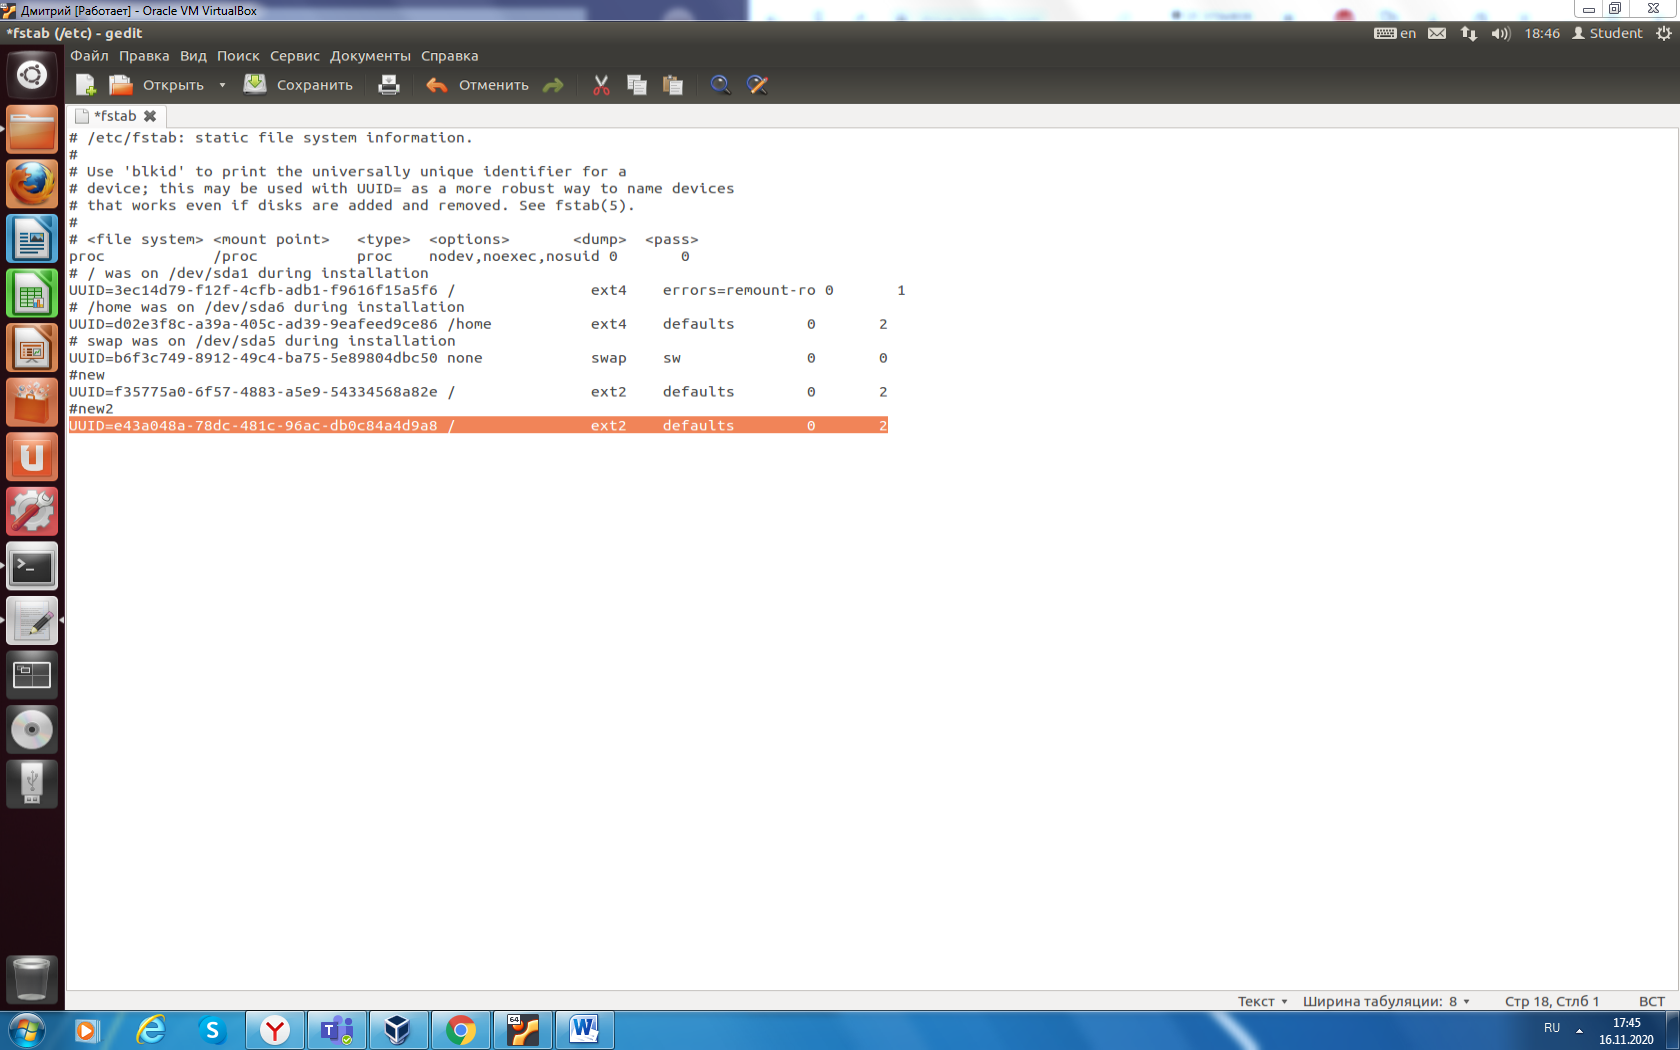 Дмитрий [Работает] - Oracle VM VirtualBox
*fstab (/etc) - gedit
en
18:46
Student
Файл Правка Вид Поиск Сервис Документы Справка
Открыть
Сохранить
Отменить
*fstab
# /etc/fstab: static file system information.
#
# Use 'blkid' to print the universally unique identifier for a
# device; this may be used with UUID= as a more robust way to name devices
# that works even if disks are added and removed. See fstab(5).
#
# <file system> <mount point>   <type>  <options>       <dump>  <pass>
proc            /proc           proc    nodev,noexec,nosuid 0       0
# / was on /dev/sda1 during installation
UUID=3ec14d79-f12f-4cfb-adb1-f9616f15a5f6 /               ext4    errors=remount-ro 0       1
# /home was on /dev/sda6 during installation
UUID=d02e3f8c-a39a-405c-ad39-9eafeed9ce86 /home           ext4    defaults        0       2
# swap was on /dev/sda5 during installation
UUID=b6f3c749-8912-49c4-ba75-5e89804dbc50 none            swap    sw              0       0
#new
UUID=f35775a0-6f57-4883-a5e9-54334568a82e /               ext2    defaults        0       2
#new2
UUID=e43a048a-78dc-481c-96ac-db0c84a4d9a8 /               ext2    defaults        0       2
Текст
Ширина табуляции: 8
Стр 18, Стлб 1
ВСТ
64
RU
17:45
16.11.2020